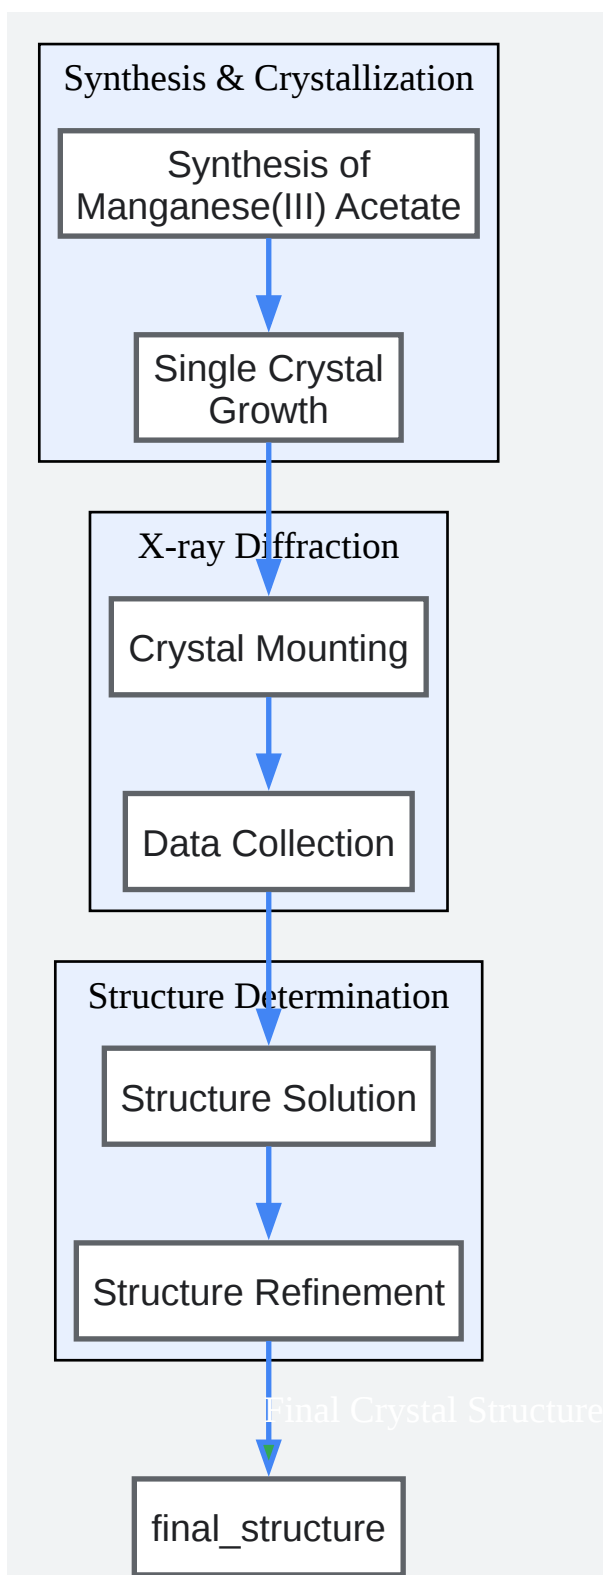 Synthesis & Crystallization
Synthesis of
Manganese(III) Acetate
Single Crystal
Growth
X-ray Diffraction
Crystal Mounting
Data Collection
Structure Determination
Structure Solution
Structure Refinement
Final Crystal Structure
final_structure